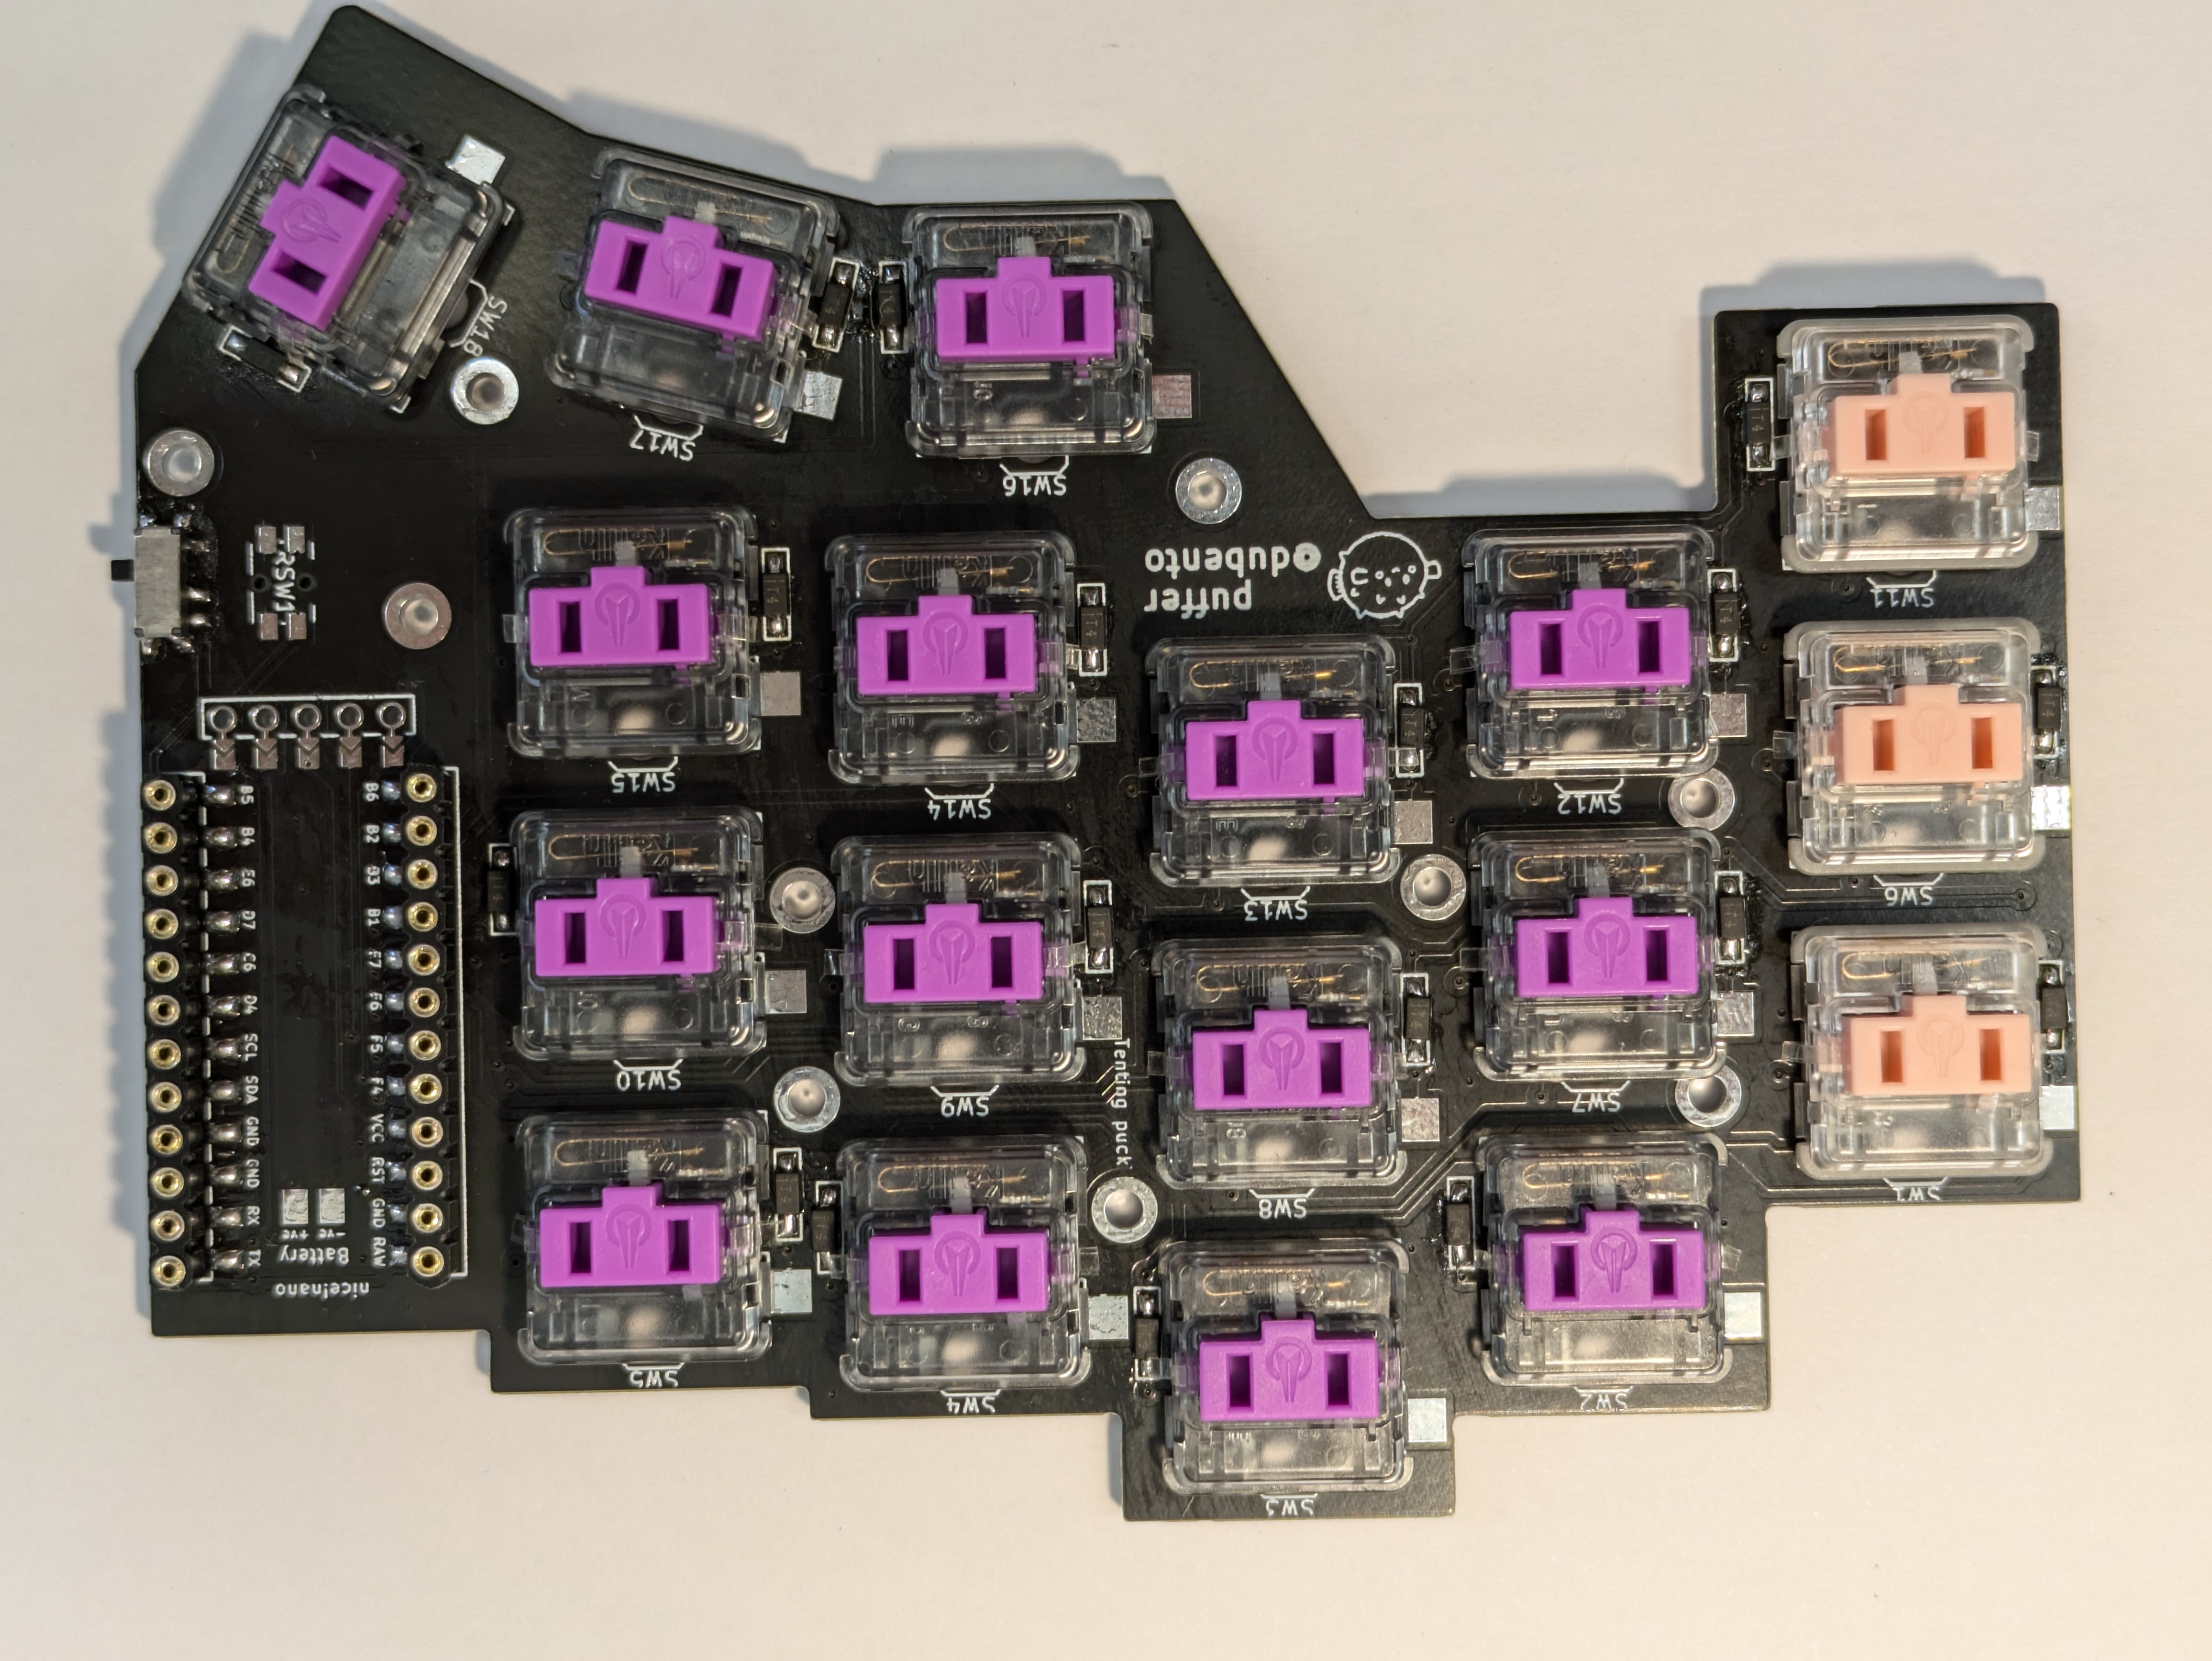 SW18
SW17
SW16
SW11
RSW1
puffer
@dubento
SW15
SW14
SW12
SW6
SW13
SW10
SW9
SW7
SW8
SW1
SW5
SW4
SW2
SW3
Tenting puck
B5
B4
E6
D7
C6
D4
SCL
SDA
GND
GND
RX
TX
B6
B2
B3
B1
F7
F6
F5
F4
VCC
RST
GND
RAW
Battery
-ve +ve
nice!nano